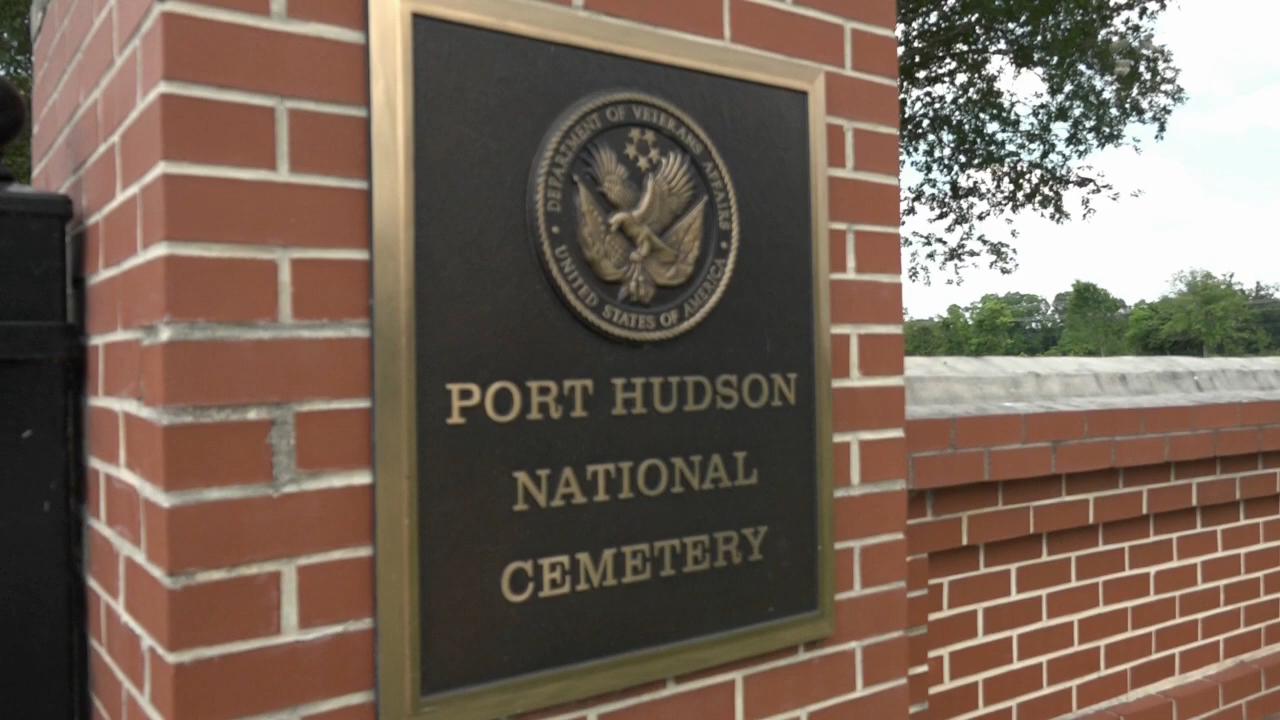 DEPARTMENT OF VETERANS AFFAIRS
UNITED STATES OF AMERICA
PORT HUDSON
NATIONAL
CEMETERY